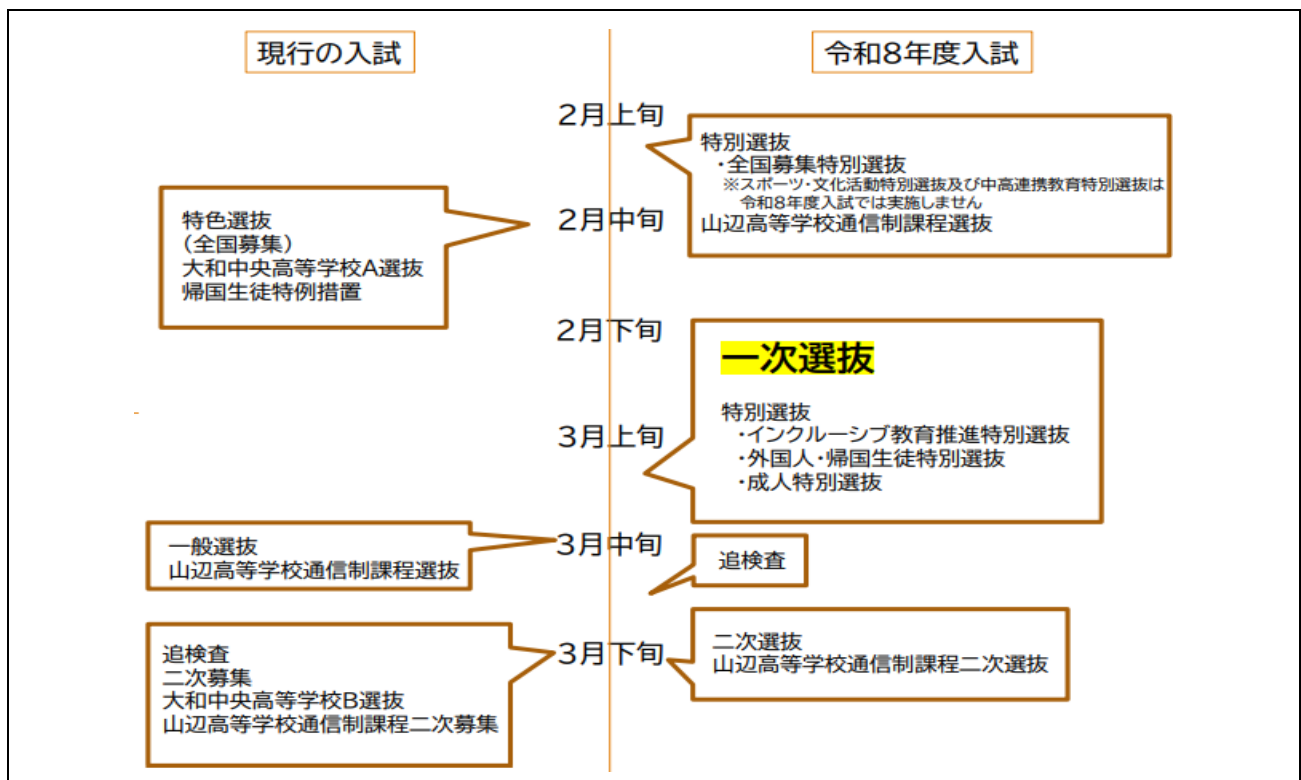 現行の入試
令和8年度入試
2月上旬
特別選抜
・全国募集特別選抜
※スポーツ・文化活動特別選抜及び中高連携教育特別選抜は
令和8年度入試では実施しません
山辺高等学校通信制課程選抜
2月中旬
特色選抜
(全国募集)
大和中央高等学校A選抜
帰国生徒特例措置
2月下旬
一次選抜
特別選抜
・インクルーシブ教育推進特別選抜
・外国人・帰国生徒特別選抜
・成人特別選抜
3月上旬
3月中旬
一般選抜
山辺高等学校通信制課程選抜
追検査
3月下旬
追検査
二次募集
大和中央高等学校B選抜
山辺高等学校通信制課程二次募集
二次選抜
山辺高等学校通信制課程二次選抜